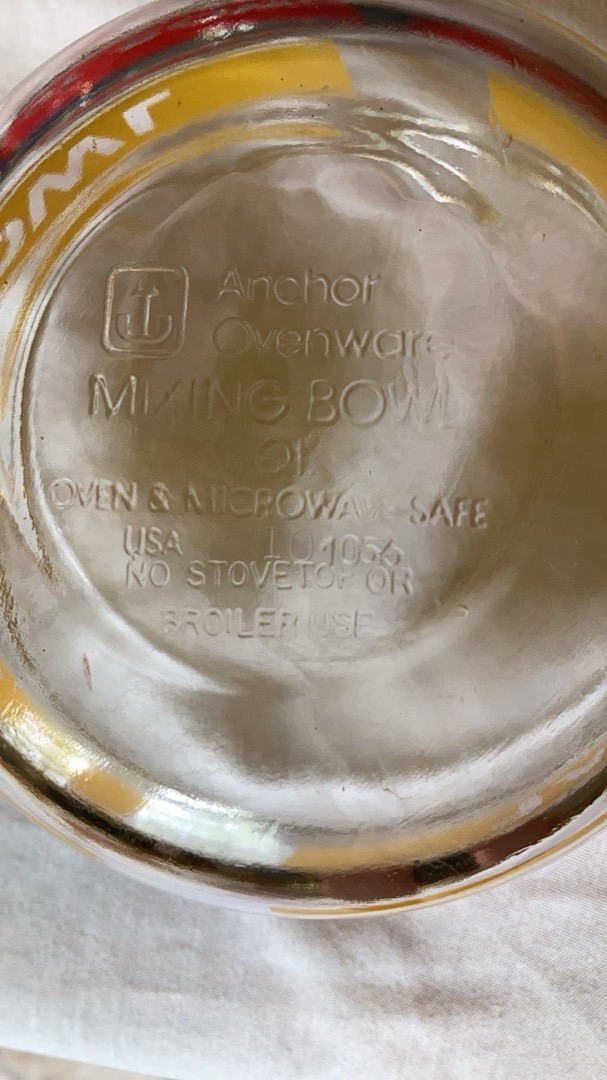 Anchor
Ovenware
MIXING BOWL
OVEN & MICROWAVE SAFE
USA
NO STOVETOP OR
BROILER USE